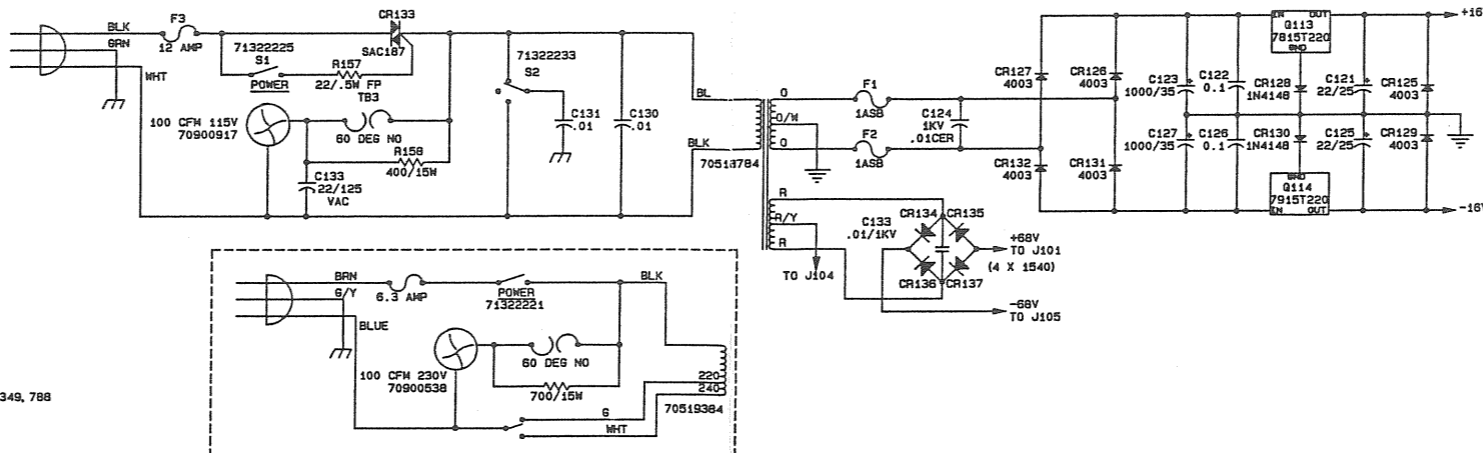 BLK
GRN
WHT
F3
12 AMP
71322225
S1
POWER
CR133
SAC187
R157
22/.5W FP
TB3
60 DEG NO
100 CFM 115V
70900917
R158
400/15W
C133
22/125
VAC
71322233
S2
C131
.01
C130
.01
BL
BLK
70513784
O
O/W
O
F1
1ASB
F2
1ASB
C124
1KV
.01CER
CR127
4003
CR126
4003
CR132
4003
CR131
4003
C123
1000/35
C122
0.1
CR128
1N4148
C121
22/25
CR125
4003
C127
1000/35
C126
0.1
CR130
1N4148
C125
22/25
CR129
4003
IN OUT
Q113
7815T220
GND
GND
Q114
7915T220
IN OUT
+16V
-16V
R
R/Y
R
TO J104
C133
.01/1KV
CR134
CR135
CR136
CR137
+68V
TO J101
(4 X 1540)
-68V
TO J105
BRN
G/Y
BLUE
6.3 AMP
POWER
71322221
BLK
100 CFM 230V
70900538
60 DEG NO
700/15W
220
240
70519384
G
WHT
349, 788